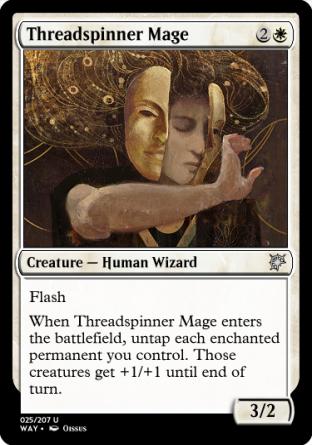 Threadspinner Mage 2
Creature — Human Wizard
Flash
When Threadspinner Mage enters
the battlefield, untap each enchanted
permanent you control. Those
creatures get +1/+1 until end of
turn.
3/2
025/207 U
WAY • Oissus